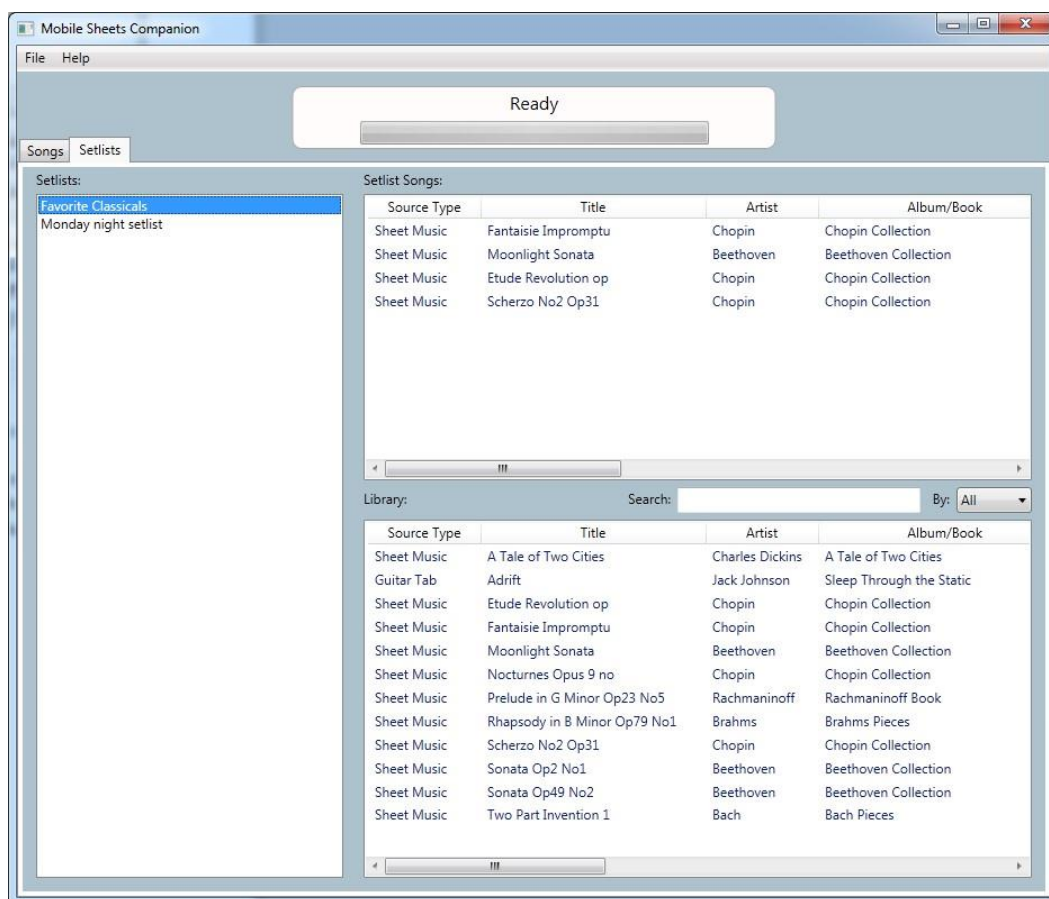 Mobile Sheets Companion
File Help
Ready
Songs Setlists
Setlists:
Favorite Classicals
Monday night setlist
Setlist Songs:
Source Type Title Artist Album/Book
Sheet Music Fantaisie Impromptu Chopin Chopin Collection
Sheet Music Moonlight Sonata Beethoven Beethoven Collection
Sheet Music Etude Revolution op Chopin Chopin Collection
Sheet Music Scherzo No2 Op31 Chopin Chopin Collection
Library: Search: By: All
Source Type Title Artist Album/Book
Sheet Music A Tale of Two Cities Charles Dickins A Tale of Two Cities
Guitar Tab Adrift Jack Johnson Sleep Through the Static
Sheet Music Etude Revolution op Chopin Chopin Collection
Sheet Music Fantaisie Impromptu Chopin Chopin Collection
Sheet Music Moonlight Sonata Beethoven Beethoven Collection
Sheet Music Nocturnes Opus 9 no Chopin Chopin Collection
Sheet Music Prelude in G Minor Op23 No5 Rachmaninoff Rachmaninoff Book
Sheet Music Rhapsody in B Minor Op79 No1 Brahms Brahms Pieces
Sheet Music Scherzo No2 Op31 Chopin Chopin Collection
Sheet Music Sonata Op2 No1 Beethoven Beethoven Collection
Sheet Music Sonata Op49 No2 Beethoven Beethoven Collection
Sheet Music Two Part Invention 1 Bach Bach Pieces